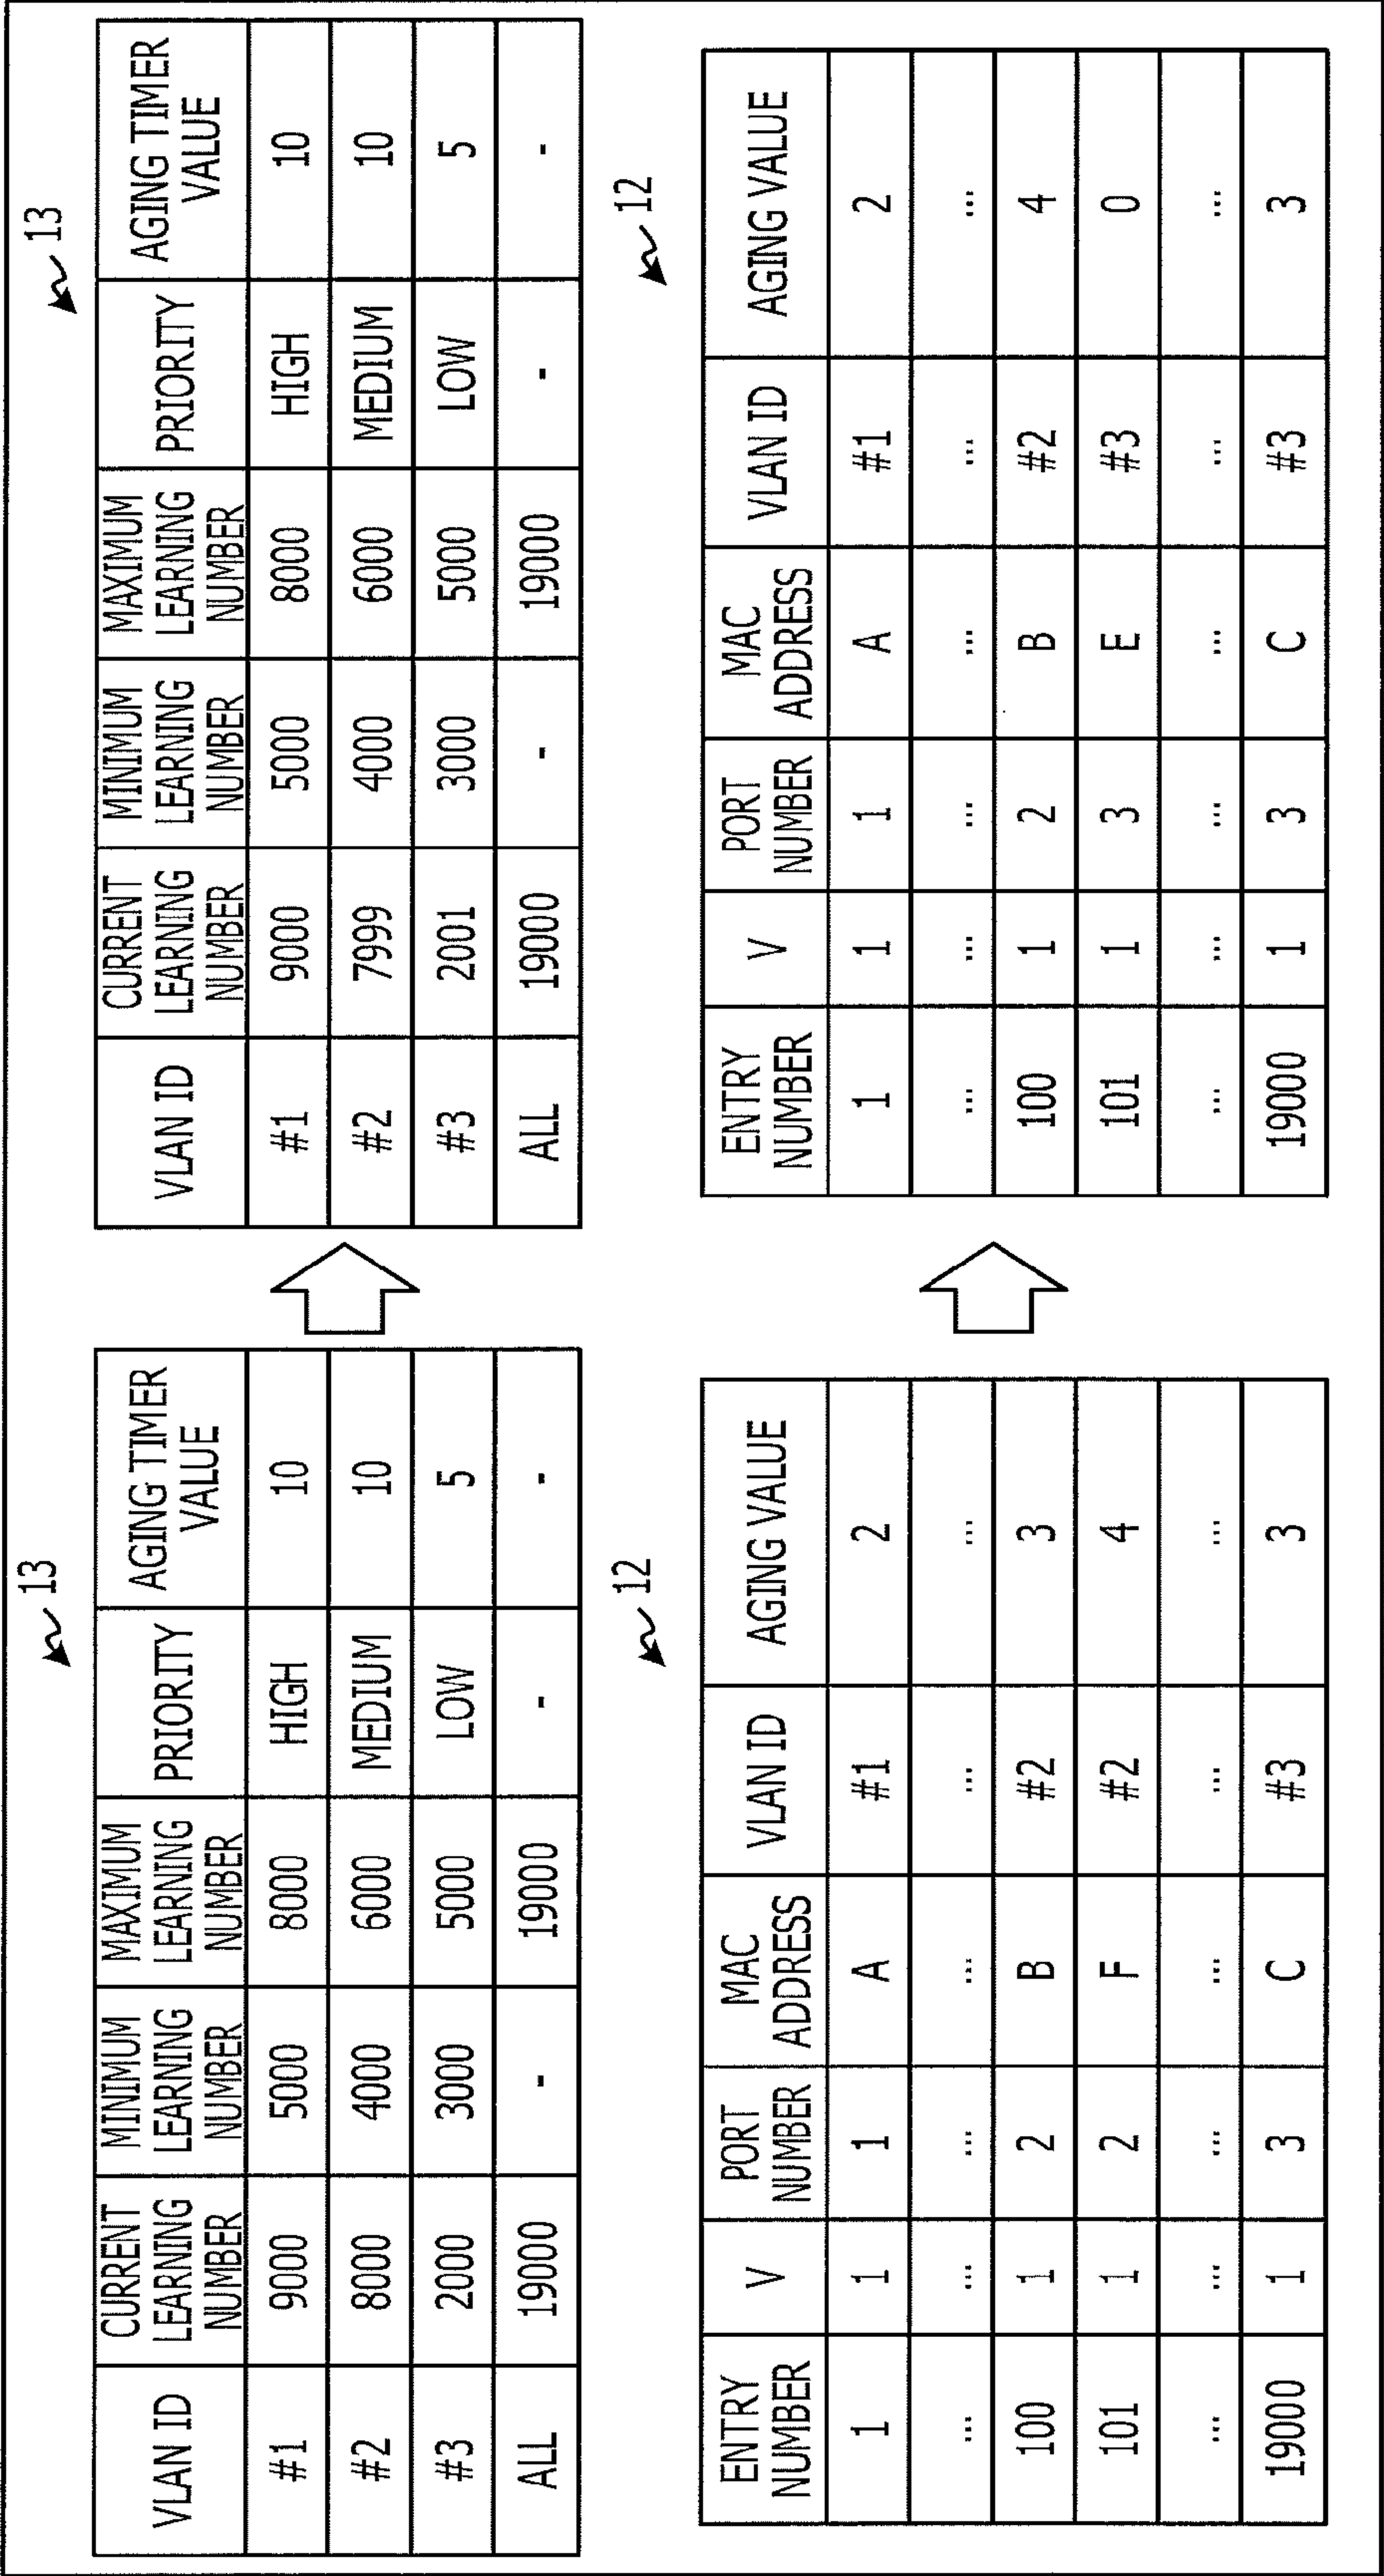 13
VLAN ID CURRENT LEARNING NUMBER MINIMUM LEARNING NUMBER MAXIMUM LEARNING NUMBER PRIORITY AGING TIMER VALUE
#1 9000 5000 8000 HIGH 10
#2 8000 4000 6000 MEDIUM 10
#3 2000 3000 5000 LOW 5
ALL 19000 - 19000 - -
13
VLAN ID CURRENT LEARNING NUMBER MINIMUM LEARNING NUMBER MAXIMUM LEARNING NUMBER PRIORITY AGING TIMER VALUE
#1 9000 5000 8000 HIGH 10
#2 7999 4000 6000 MEDIUM 10
#3 2001 3000 5000 LOW 5
ALL 19000 - 19000 - -
12
ENTRY NUMBER V PORT NUMBER MAC ADDRESS VLAN ID AGING VALUE
1 1 1 A #1 2
... ... ... ... ... ...
100 1 2 B #2 3
101 1 2 F #2 4
... ... ... ... ... ...
19000 1 3 C #3 3
12
ENTRY NUMBER V PORT NUMBER MAC ADDRESS VLAN ID AGING VALUE
1 1 1 A #1 2
... ... ... ... ... ...
100 1 2 B #2 4
101 1 3 E #3 0
... ... ... ... ... ...
19000 1 3 C #3 3